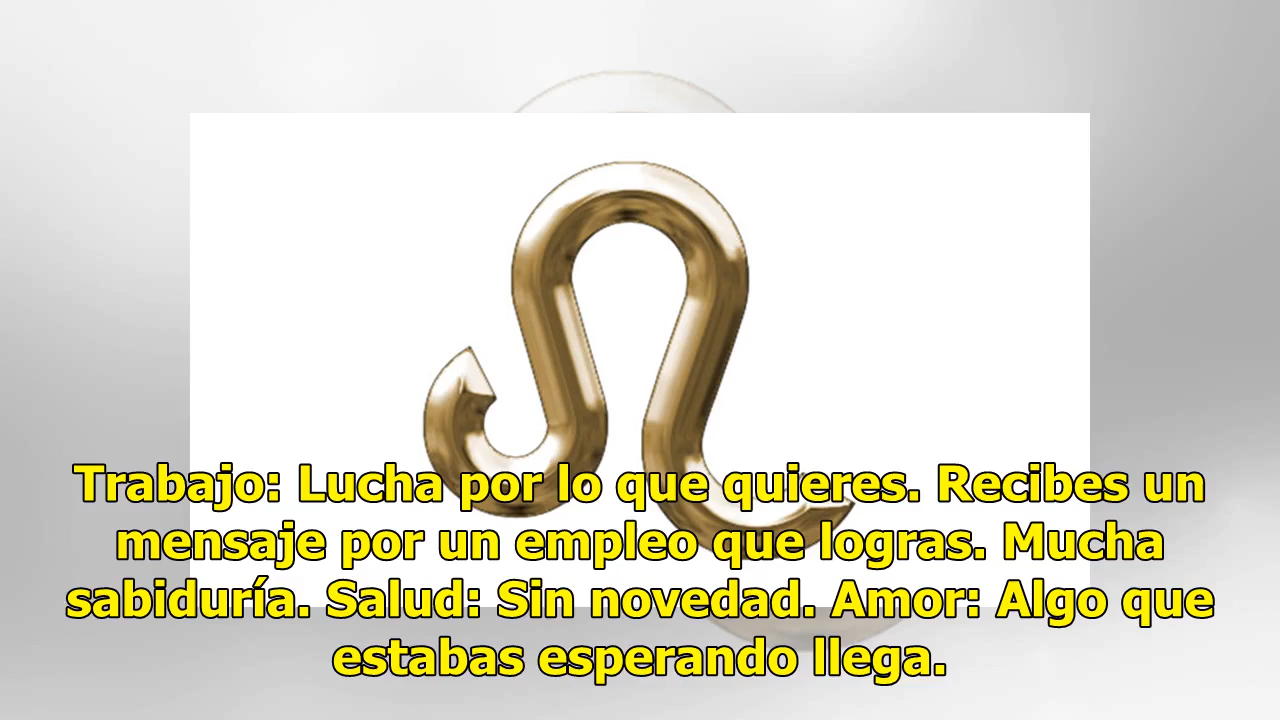 Trabajo: Lucha por lo que quieres. Recibes un
mensaje por un empleo que logras. Mucha
sabiduría. Salud: Sin novedad. Amor: Algo que
estabas esperando llega.